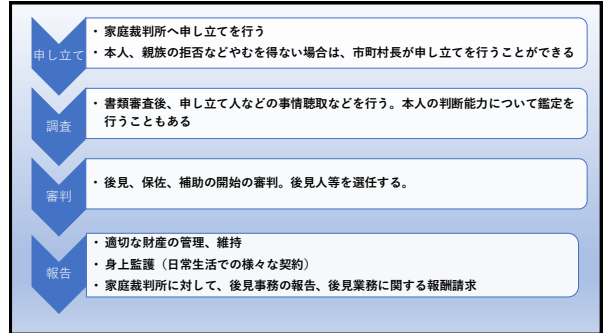 申し立て
・ 家庭裁判所へ申し立てを行う
・ 本人、親族の拒否などやむを得ない場合は、市町村長が申し立てを行うことができる
調査
・ 書類審査後、申し立て人などの事情聴取などを行う。本人の判断能力について鑑定を
行うこともある
審判
・ 後見、保佐、補助の開始の審判。後見人等を選任する。
報告
・ 適切な財産の管理、維持
・ 身上監護（日常生活での様々な契約）
・ 家庭裁判所に対して、後見事務の報告、後見業務に関する報酬請求